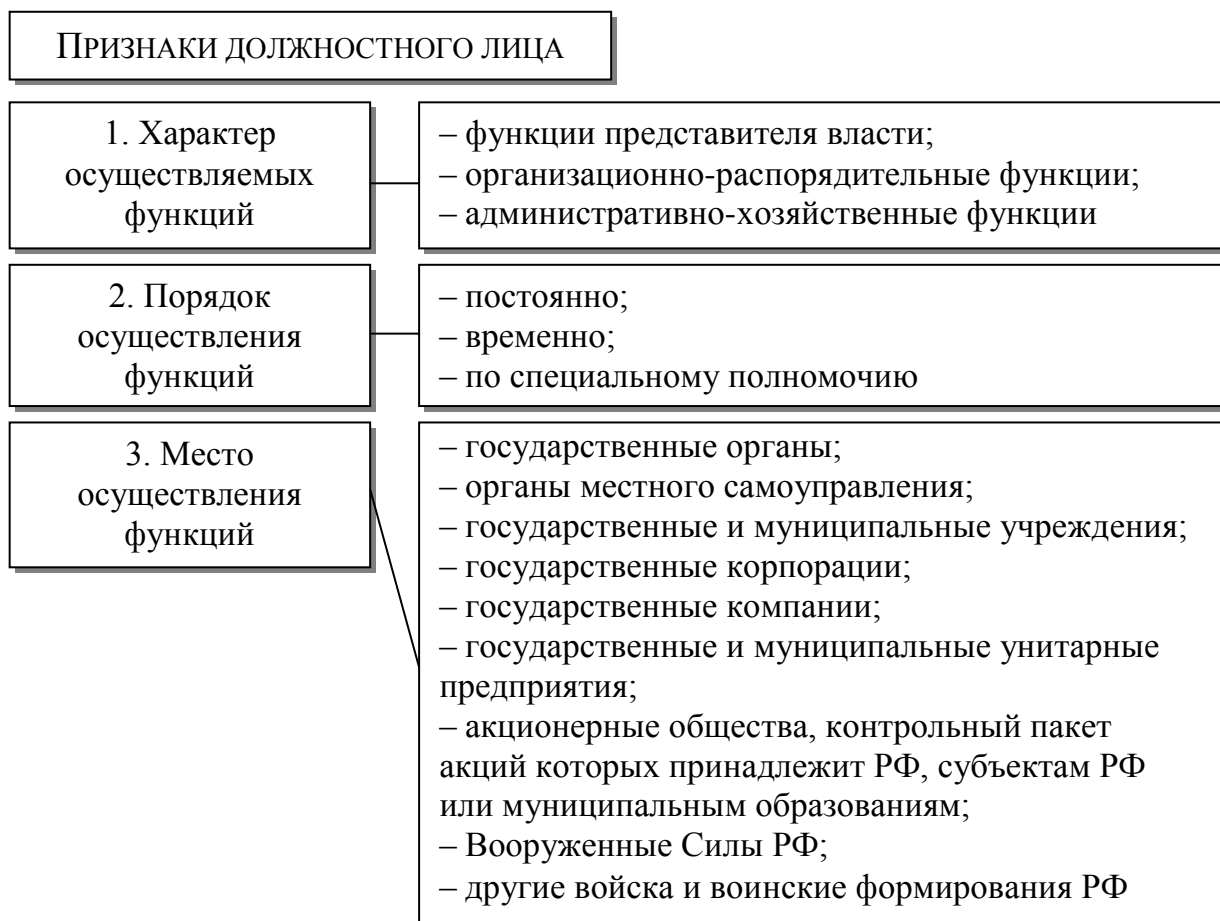 ПРИЗНАКИ ДОЛЖНОСТНОГО ЛИЦА
1. Характер
осуществляемых
функций
– функции представителя власти;
– организационно-распорядительные функции;
– административно-хозяйственные функции
2. Порядок
осуществления
функций
– постоянно;
– временно;
– по специальному полномочию
3. Место
осуществления
функций
– государственные органы;
– органы местного самоуправления;
– государственные и муниципальные учреждения;
– государственные корпорации;
– государственные компании;
– государственные и муниципальные унитарные
предприятия;
– акционерные общества, контрольный пакет
акций которых принадлежит РФ, субъектам РФ
или муниципальным образованиям;
– Вооруженные Силы РФ;
– другие войска и воинские формирования РФ